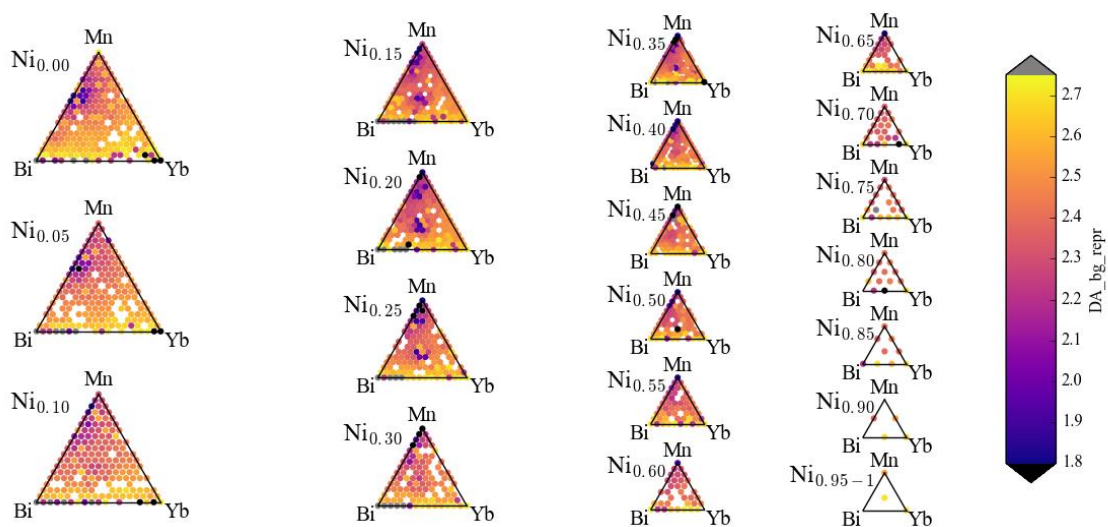 Mn
Ni0.00
Bi
Yb
Mn
Ni0.05
Bi
Yb
Mn
Ni0.10
Bi
Yb
Mn
Ni0.15
Bi
Yb
Mn
Ni0.20
Bi
Yb
Mn
Ni0.25
Bi
Yb
Mn
Ni0.30
Bi
Yb
Mn
Ni0.35
Bi
Yb
Mn
Ni0.40
Bi
Yb
Mn
Ni0.45
Bi
Yb
Mn
Ni0.50
Bi
Yb
Mn
Ni0.55
Bi
Yb
Mn
Ni0.60
Bi
Yb
Mn
Ni0.65
Bi
Yb
Mn
Ni0.70
Bi
Yb
Mn
Ni0.75
Bi
Yb
Mn
Ni0.80
Bi
Yb
Mn
Ni0.85
Bi
Yb
Mn
Ni0.90
Bi
Yb
Mn
Ni0.95−1
Bi
Yb
2.7
2.6
2.5
2.4
2.3
2.2
2.1
2.0
1.9
1.8
DA_bg_repr